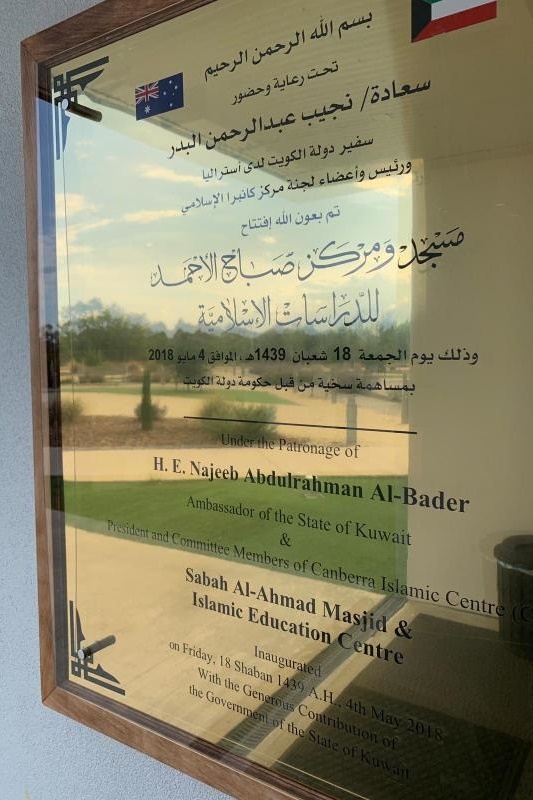 بسم الله الرحمن الرحيم
تحت رعاية وحضور
سعادة/ نجيب عبدالرحمن البدر
سفير دولة الكويت لدى أستراليا
ورئيس وأعضاء لجنة مركز كانبرا الإسلامي
تم بعون الله إفتتاح
مسجد ومركز صباح الأحمد
للدراسات الإسلامية
وذلك يوم الجمعة 18 شعبان 1439هـ ، الموافق 4 مايو 2018
بمساهمة سخية من قبل حكومة دولة الكويت
Under the Patronage of
H. E. Najeeb Abdulrahman Al-Bader
Ambassador of the State of Kuwait
&
President and Committee Members of Canberra Islamic Centre (C
Sabah Al-Ahmad Masjid &
Islamic Education Centre
Inaugurated
on Friday, 18 Shaban 1439 A.H., 4th May 2018
With the Generous Contribution of
the Government of the State of Kuwait